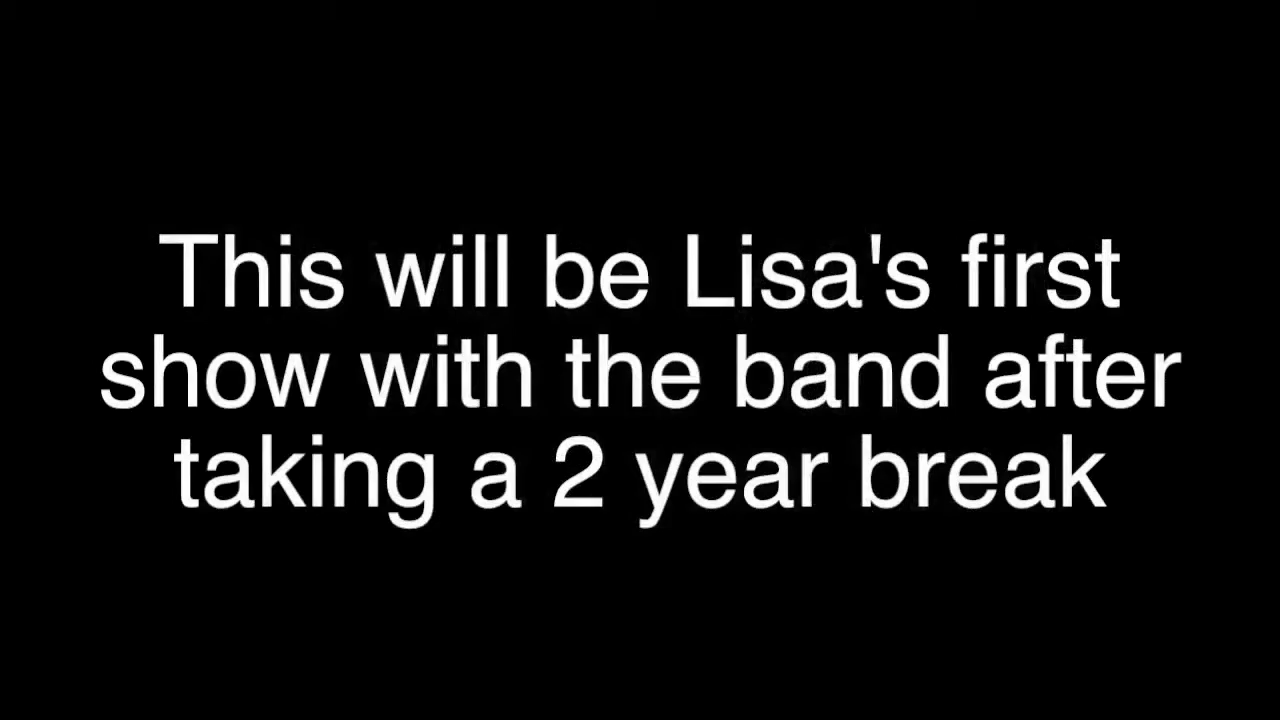 This will be Lisa's first
show with the band after
taking a 2 year break